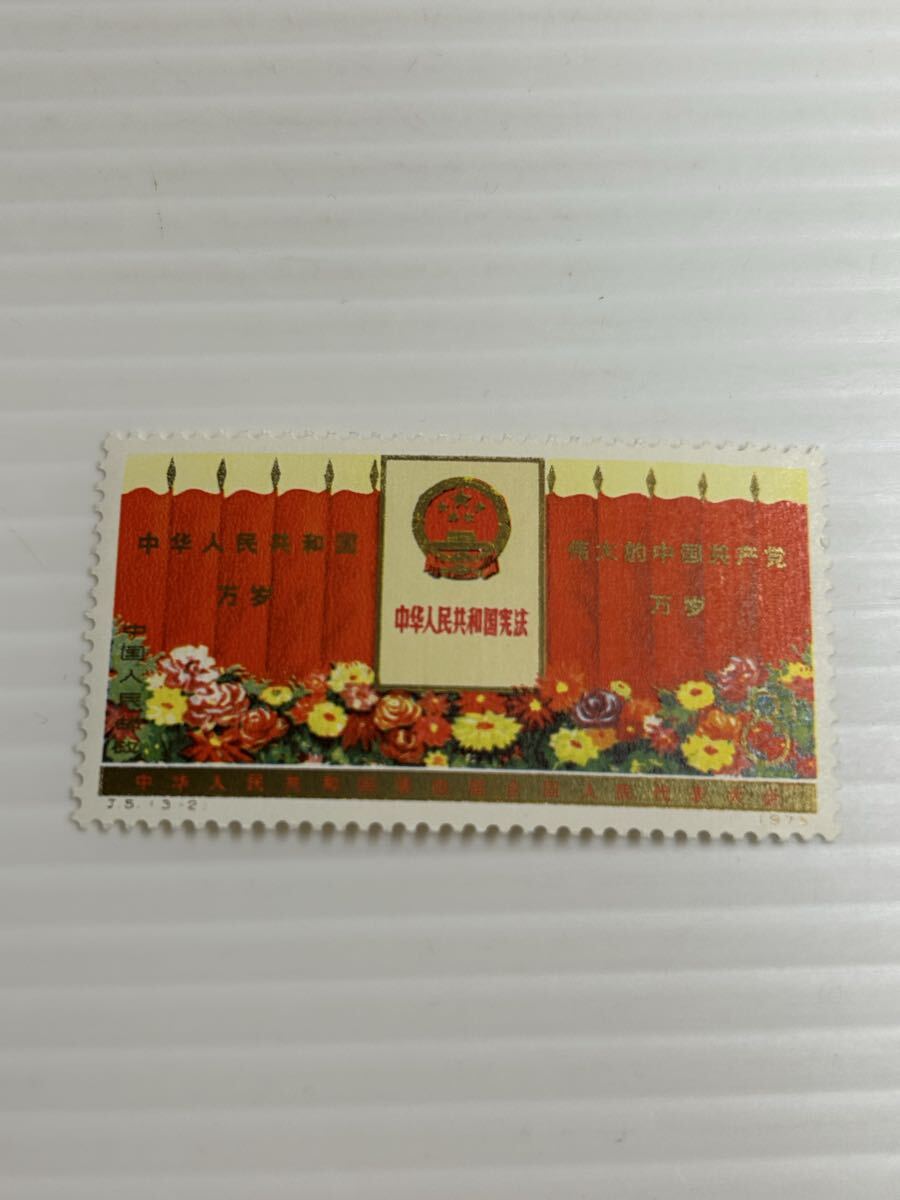 中华人民共和国
万岁
伟大的中国共产党
万岁
中华人民共和国宪法
中国人民邮政
8分
中华人民共和国第四届全国人民代表大会
J.5.(3-2)
1975